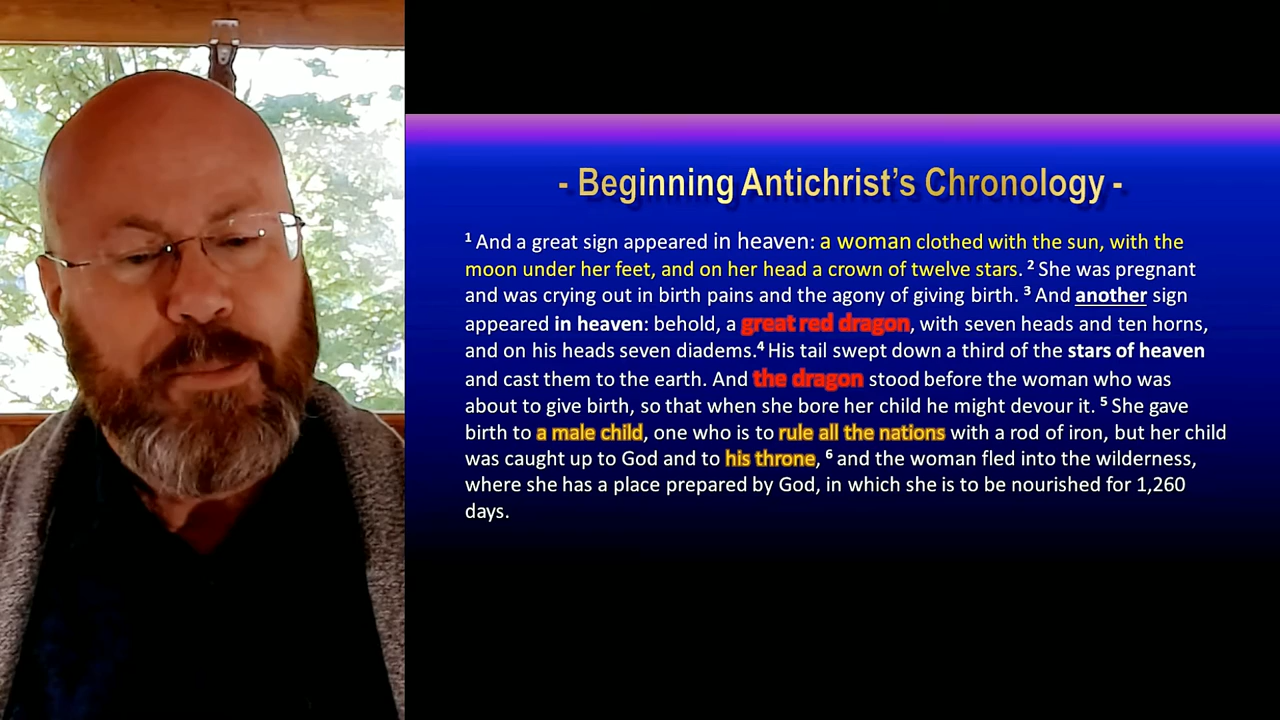 - Beginning Antichrist's Chronology -
1 And a great sign appeared in heaven: a woman clothed with the sun, with the
moon under her feet, and on her head a crown of twelve stars. 2 She was pregnant
and was crying out in birth pains and the agony of giving birth. 3 And another sign
appeared in heaven: behold, a great red dragon, with seven heads and ten horns,
and on his heads seven diadems.4 His tail swept down a third of the stars of heaven
and cast them to the earth. And the dragon stood before the woman who was
about to give birth, so that when she bore her child he might devour it. 5 She gave
birth to a male child, one who is to rule all the nations with a rod of iron, but her child
was caught up to God and to his throne, 6 and the woman fled into the wilderness,
where she has a place prepared by God, in which she is to be nourished for 1,260
days.